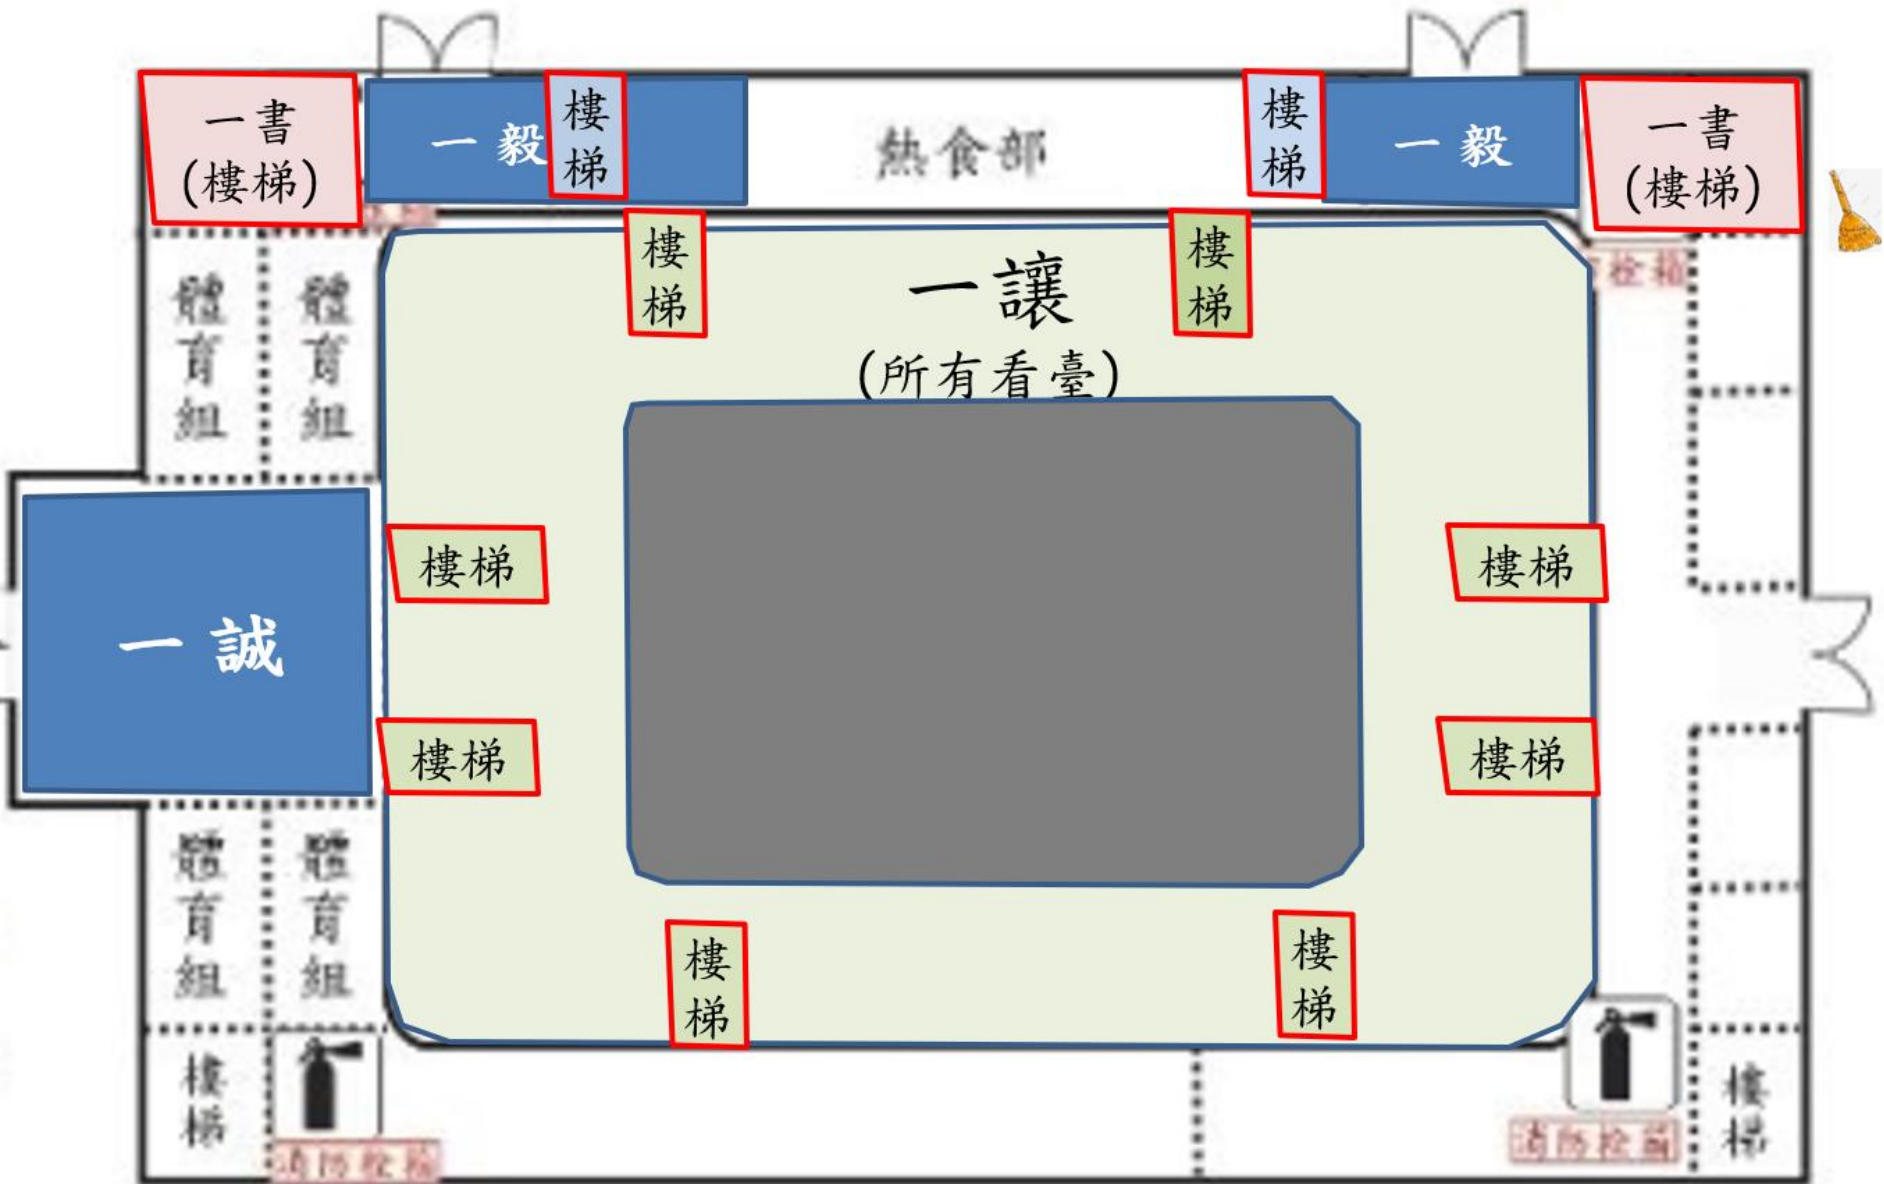 一書
(樓梯)
一毅
樓
梯
熱食部
樓
梯
一毅
一書
(樓梯)
樓
梯
樓
梯
一讓
(所有看臺)
栓箱
體
育
組
體
育
組
樓梯
樓梯
一誠
樓梯
樓梯
體
育
組
體
育
組
樓
梯
樓
梯
樓
梯
消防栓箱
消防栓箱
樓
梯